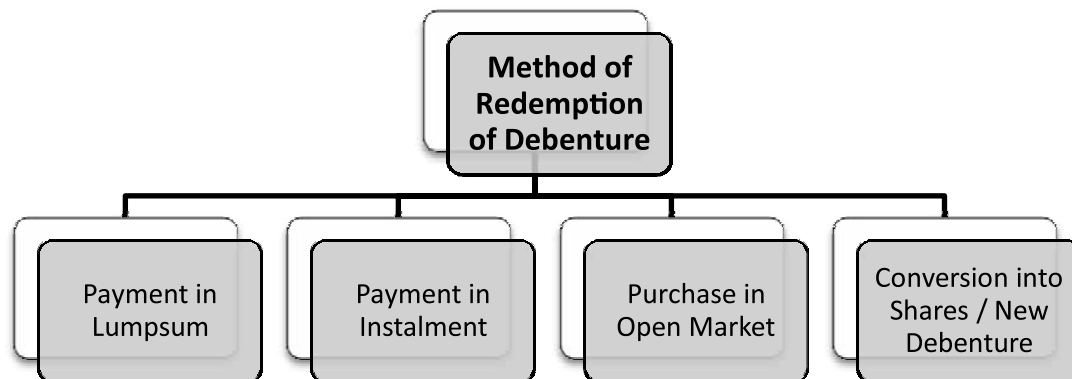 Method of
Redemption
of Debenture
Payment in
Lumpsum
Payment in
Instalment
Purchase in
Open Market
Conversion into
Shares / New
Debenture